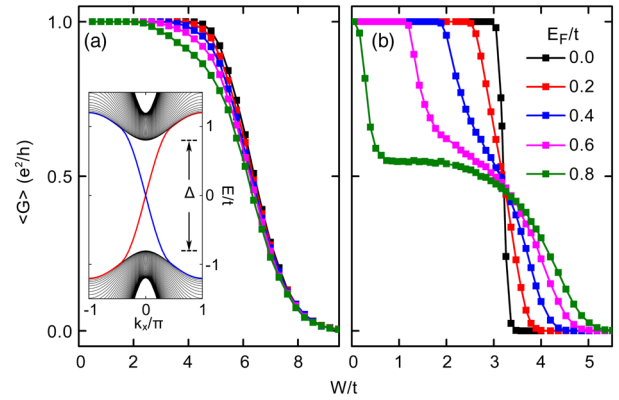 (a)
(b)
<G> (e²/h)
1.0
0.5
0.0
E_F/t
0.0
0.2
0.4
0.6
0.8
1
0
-1
E/t
Δ
-1 0 1
k_x/π
0 2 4 6 8
0 1 2 3 4 5
W/t